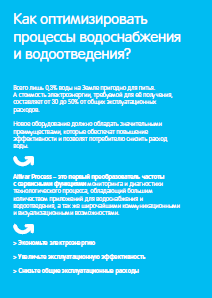 Как оптимизировать
процессы водоснабжения
и водоотведения?
Всего лишь 0,3% воды на Земле пригодно для питья.
А стоимость электроэнергии, требуемой для её получения,
составляет от 30 до 50% от общих эксплуатационных
расходов.
Новое оборудование должно обладать значительными
преимуществами, которые обеспечат повышение
эффективности и позволят потребителю снизить расход
воды.
Altivar Process – это первый преобразователь частоты
с сервисными функциями мониторинга и диагностики
технологического процесса, обладающий большим
количеством приложений для водоснабжения и
водоотведения, а так же широчайшими коммуникационными
и визуализационными возможностями.
> Экономьте электроэнергию
> Увеличьте эксплуатационную эффективность
> Снизьте общие эксплуатационные расходы